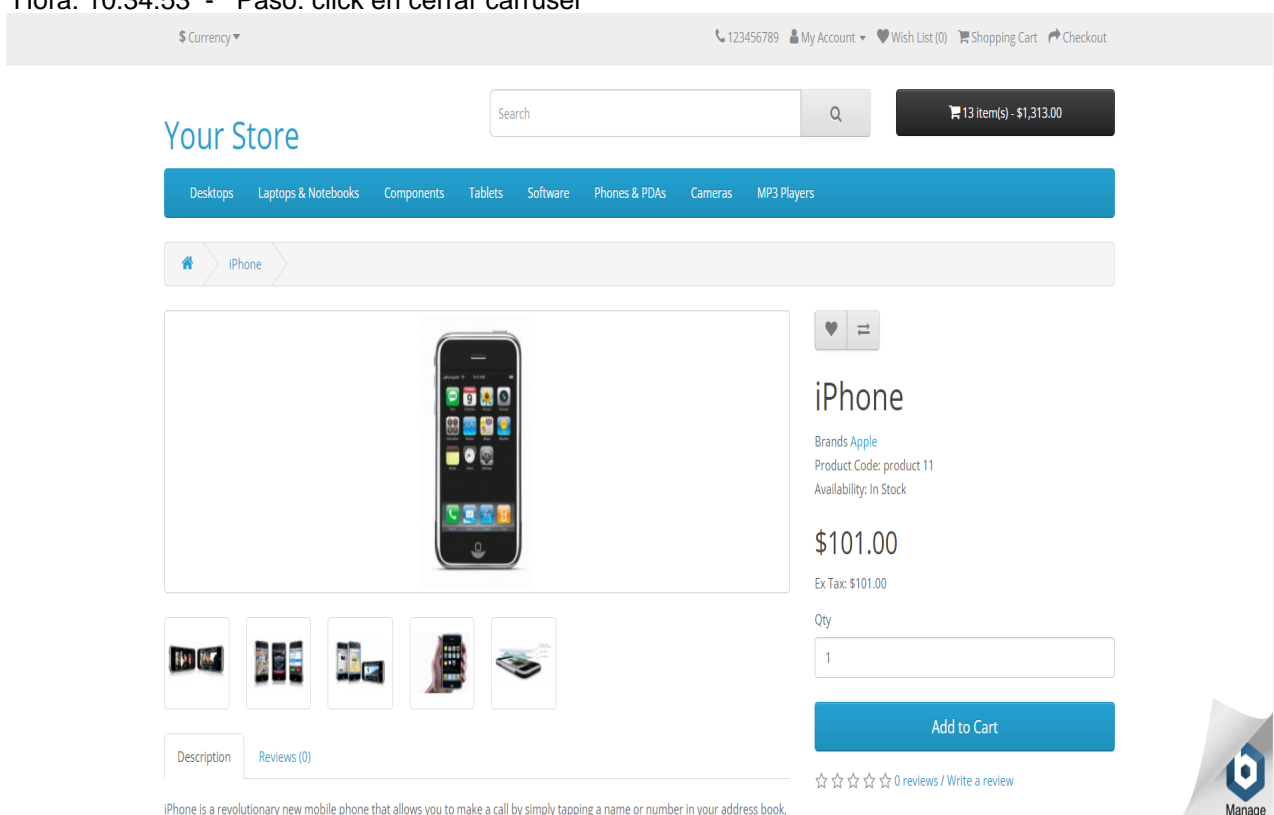 Hora: 10:34:53 - Paso: click en cerrar carrusel
$ Currency
123456789 My Account Wish List (0) Shopping Cart Checkout
Your Store
Search
13 item(s) - $1,313.00
Desktops Laptops & Notebooks Components Tablets Software Phones & PDAs Cameras MP3 Players
iPhone
iPhone
Brands Apple
Product Code: product 11
Availability: In Stock
$101.00
Ex Tax: $101.00
Qty
1
Add to Cart
0 reviews / Write a review
Description Reviews (0)
iPhone is a revolutionary new mobile phone that allows you to make a call by simply tapping a name or number in your address book,
Manage